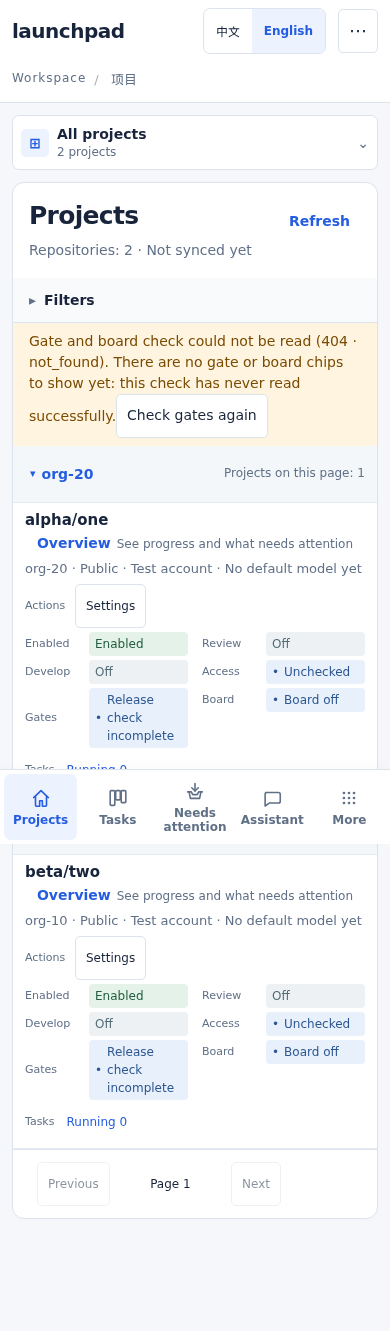 launchpad
中文
English
...
Workspace / 项目
All projects
2 projects
Projects
Refresh
Repositories: 2 · Not synced yet
▸ Filters
Gate and board check could not be read (404 ·
not_found). There are no gate or board chips
to show yet: this check has never read
successfully. Check gates again
▾ org-20
Projects on this page: 1
alpha/one
Overview See progress and what needs attention
org-20 · Public · Test account · No default model yet
Actions Settings
Enabled Enabled Review Off
Develop Off Access • Unchecked
Gates • Release check incomplete Board • Board off
Tasks Running 0
Projects
Tasks
Needs attention
Assistant
More
beta/two
Overview See progress and what needs attention
org-10 · Public · Test account · No default model yet
Actions Settings
Enabled Enabled Review Off
Develop Off Access • Unchecked
Gates • Release check incomplete Board • Board off
Tasks Running 0
Previous Page 1 Next